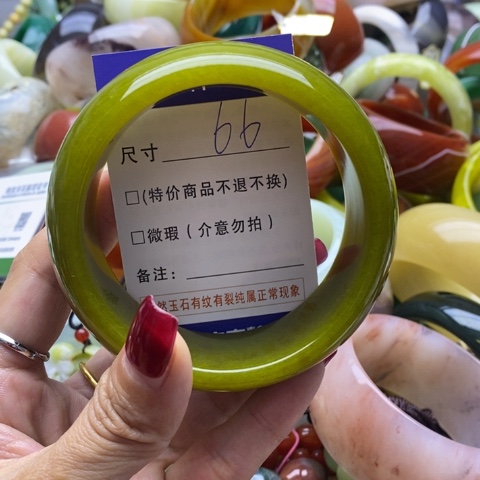 尺寸 66
□(特价商品不退不换)
□微瑕(介意勿拍)
备注:
然玉石有纹有裂纯属正常现象